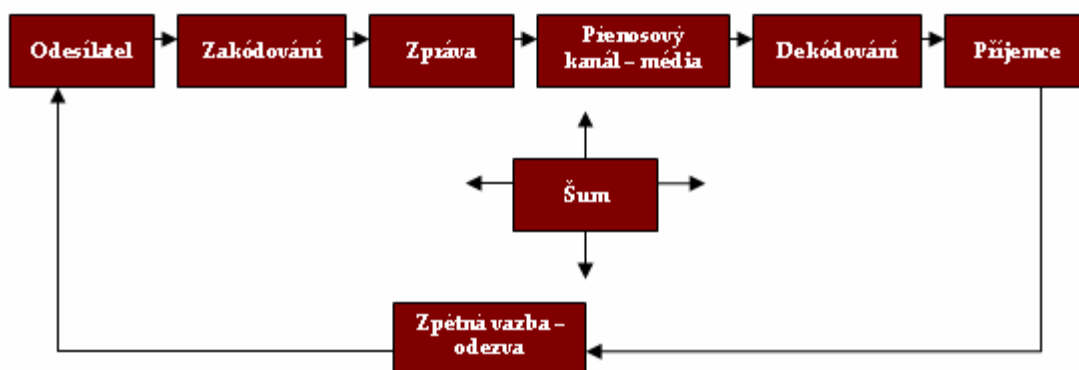 Odesílatel
Zakódování
Zpráva
Přenosový
kanál – média
Dekódování
Příjemce
Šum
Zpětná vazba –
odezva